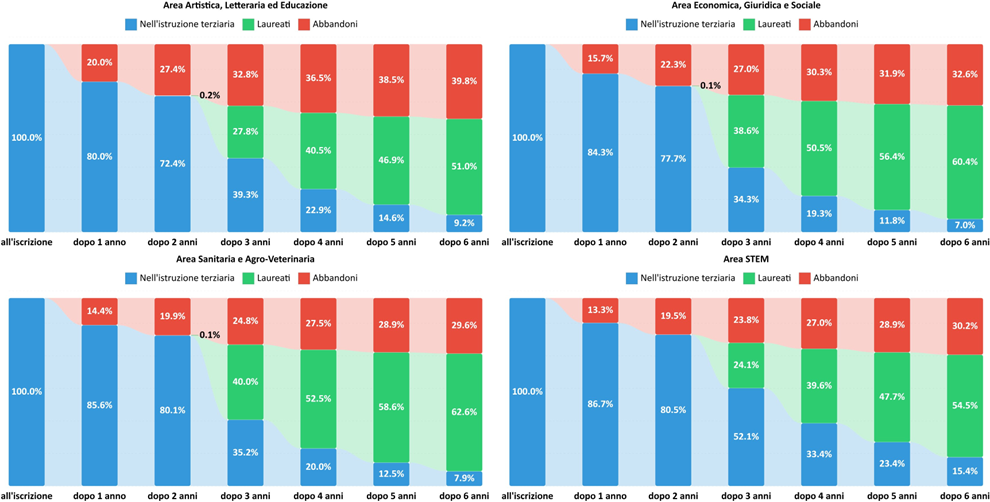 Area Artistica, Letteraria ed Educazione
Nell'istruzione terziaria Laureati Abbandoni
20.0% 27.4% 32.8% 36.5% 38.5% 39.8%
0.2%
27.8% 40.5% 46.9% 51.0%
100.0% 80.0% 72.4% 39.3% 22.9% 14.6% 9.2%
all'iscrizione dopo 1 anno dopo 2 anni dopo 3 anni dopo 4 anni dopo 5 anni dopo 6 anni
Area Economica, Giuridica e Sociale
Nell'istruzione terziaria Laureati Abbandoni
15.7% 22.3% 27.0% 30.3% 31.9% 32.6%
0.1%
38.6% 50.5% 56.4% 60.4%
100.0% 84.3% 77.7% 34.3% 19.3% 11.8% 7.0%
all'iscrizione dopo 1 anno dopo 2 anni dopo 3 anni dopo 4 anni dopo 5 anni dopo 6 anni
Area Sanitaria e Agro-Veterinaria
Nell'istruzione terziaria Laureati Abbandoni
14.4% 19.9% 24.8% 27.5% 28.9% 29.6%
0.1%
40.0% 52.5% 58.6% 62.6%
100.0% 85.6% 80.1% 35.2% 20.0% 12.5% 7.9%
all'iscrizione dopo 1 anno dopo 2 anni dopo 3 anni dopo 4 anni dopo 5 anni dopo 6 anni
Area STEM
Nell'istruzione terziaria Laureati Abbandoni
13.3% 19.5% 23.8% 27.0% 28.9% 30.2%
24.1% 39.6% 47.7% 54.5%
100.0% 86.7% 80.5% 52.1% 33.4% 23.4% 15.4%
all'iscrizione dopo 1 anno dopo 2 anni dopo 3 anni dopo 4 anni dopo 5 anni dopo 6 anni